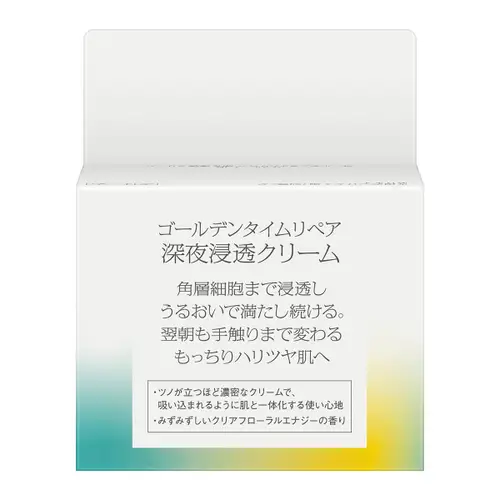 ゴールデンタイムリペア
深夜浸透クリーム
角層細胞まで浸透し
うるおいで満たし続ける。
翌朝も手触りまで変わる
もっちりハリツヤ肌へ
・ツノが立つほど濃密なクリームで、
吸い込まれるように肌と一体化する使い心地
・みずみずしいクリアフローラルエナジーの香り